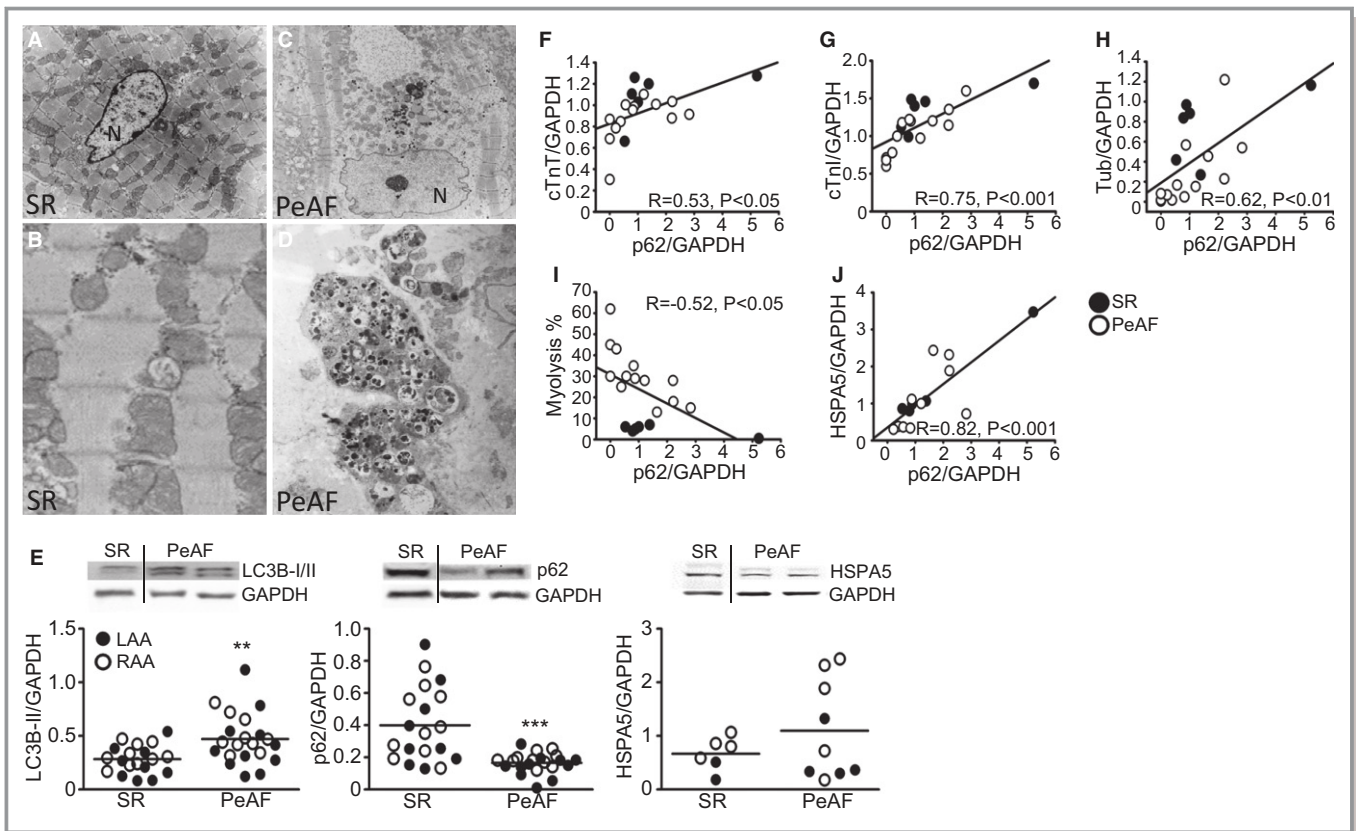 A
N
SR
C
N
PeAF
B
SR
D
PeAF
F
cTnT/GAPDH
1.4
1.2
1.0
0.8
0.6
0.4
0.2
0
R=0.53, P<0.05
0 1 2 3 4 5 6
p62/GAPDH
G
cTnI/GAPDH
2.0
1.5
1.0
0.5
0
R=0.75, P<0.001
0 1 2 3 4 5 6
p62/GAPDH
H
Tub/GAPDH
1.4
1.2
1.0
0.8
0.6
0.4
0.2
0
R=0.62, P<0.01
0 1 2 3 4 5 6
p62/GAPDH
I
Myolysis %
70
60
50
40
30
20
10
0
R=-0.52, P<0.05
0 1 2 3 4 5 6
p62/GAPDH
J
HSPA5/GAPDH
4
3
2
1
0
R=0.82, P<0.001
0 1 2 3 4 5 6
p62/GAPDH
SR
PeAF
E
SR PeAF
LC3B-I/II
GAPDH
LC3B-II/GAPDH
1.5
1.0
0.5
0
LAA
RAA
**
SR PeAF
SR PeAF
p62
GAPDH
p62/GAPDH
1.0
0.8
0.6
0.4
0.2
0
***
SR PeAF
SR PeAF
HSPA5
GAPDH
HSPA5/GAPDH
3
2
1
0
SR PeAF